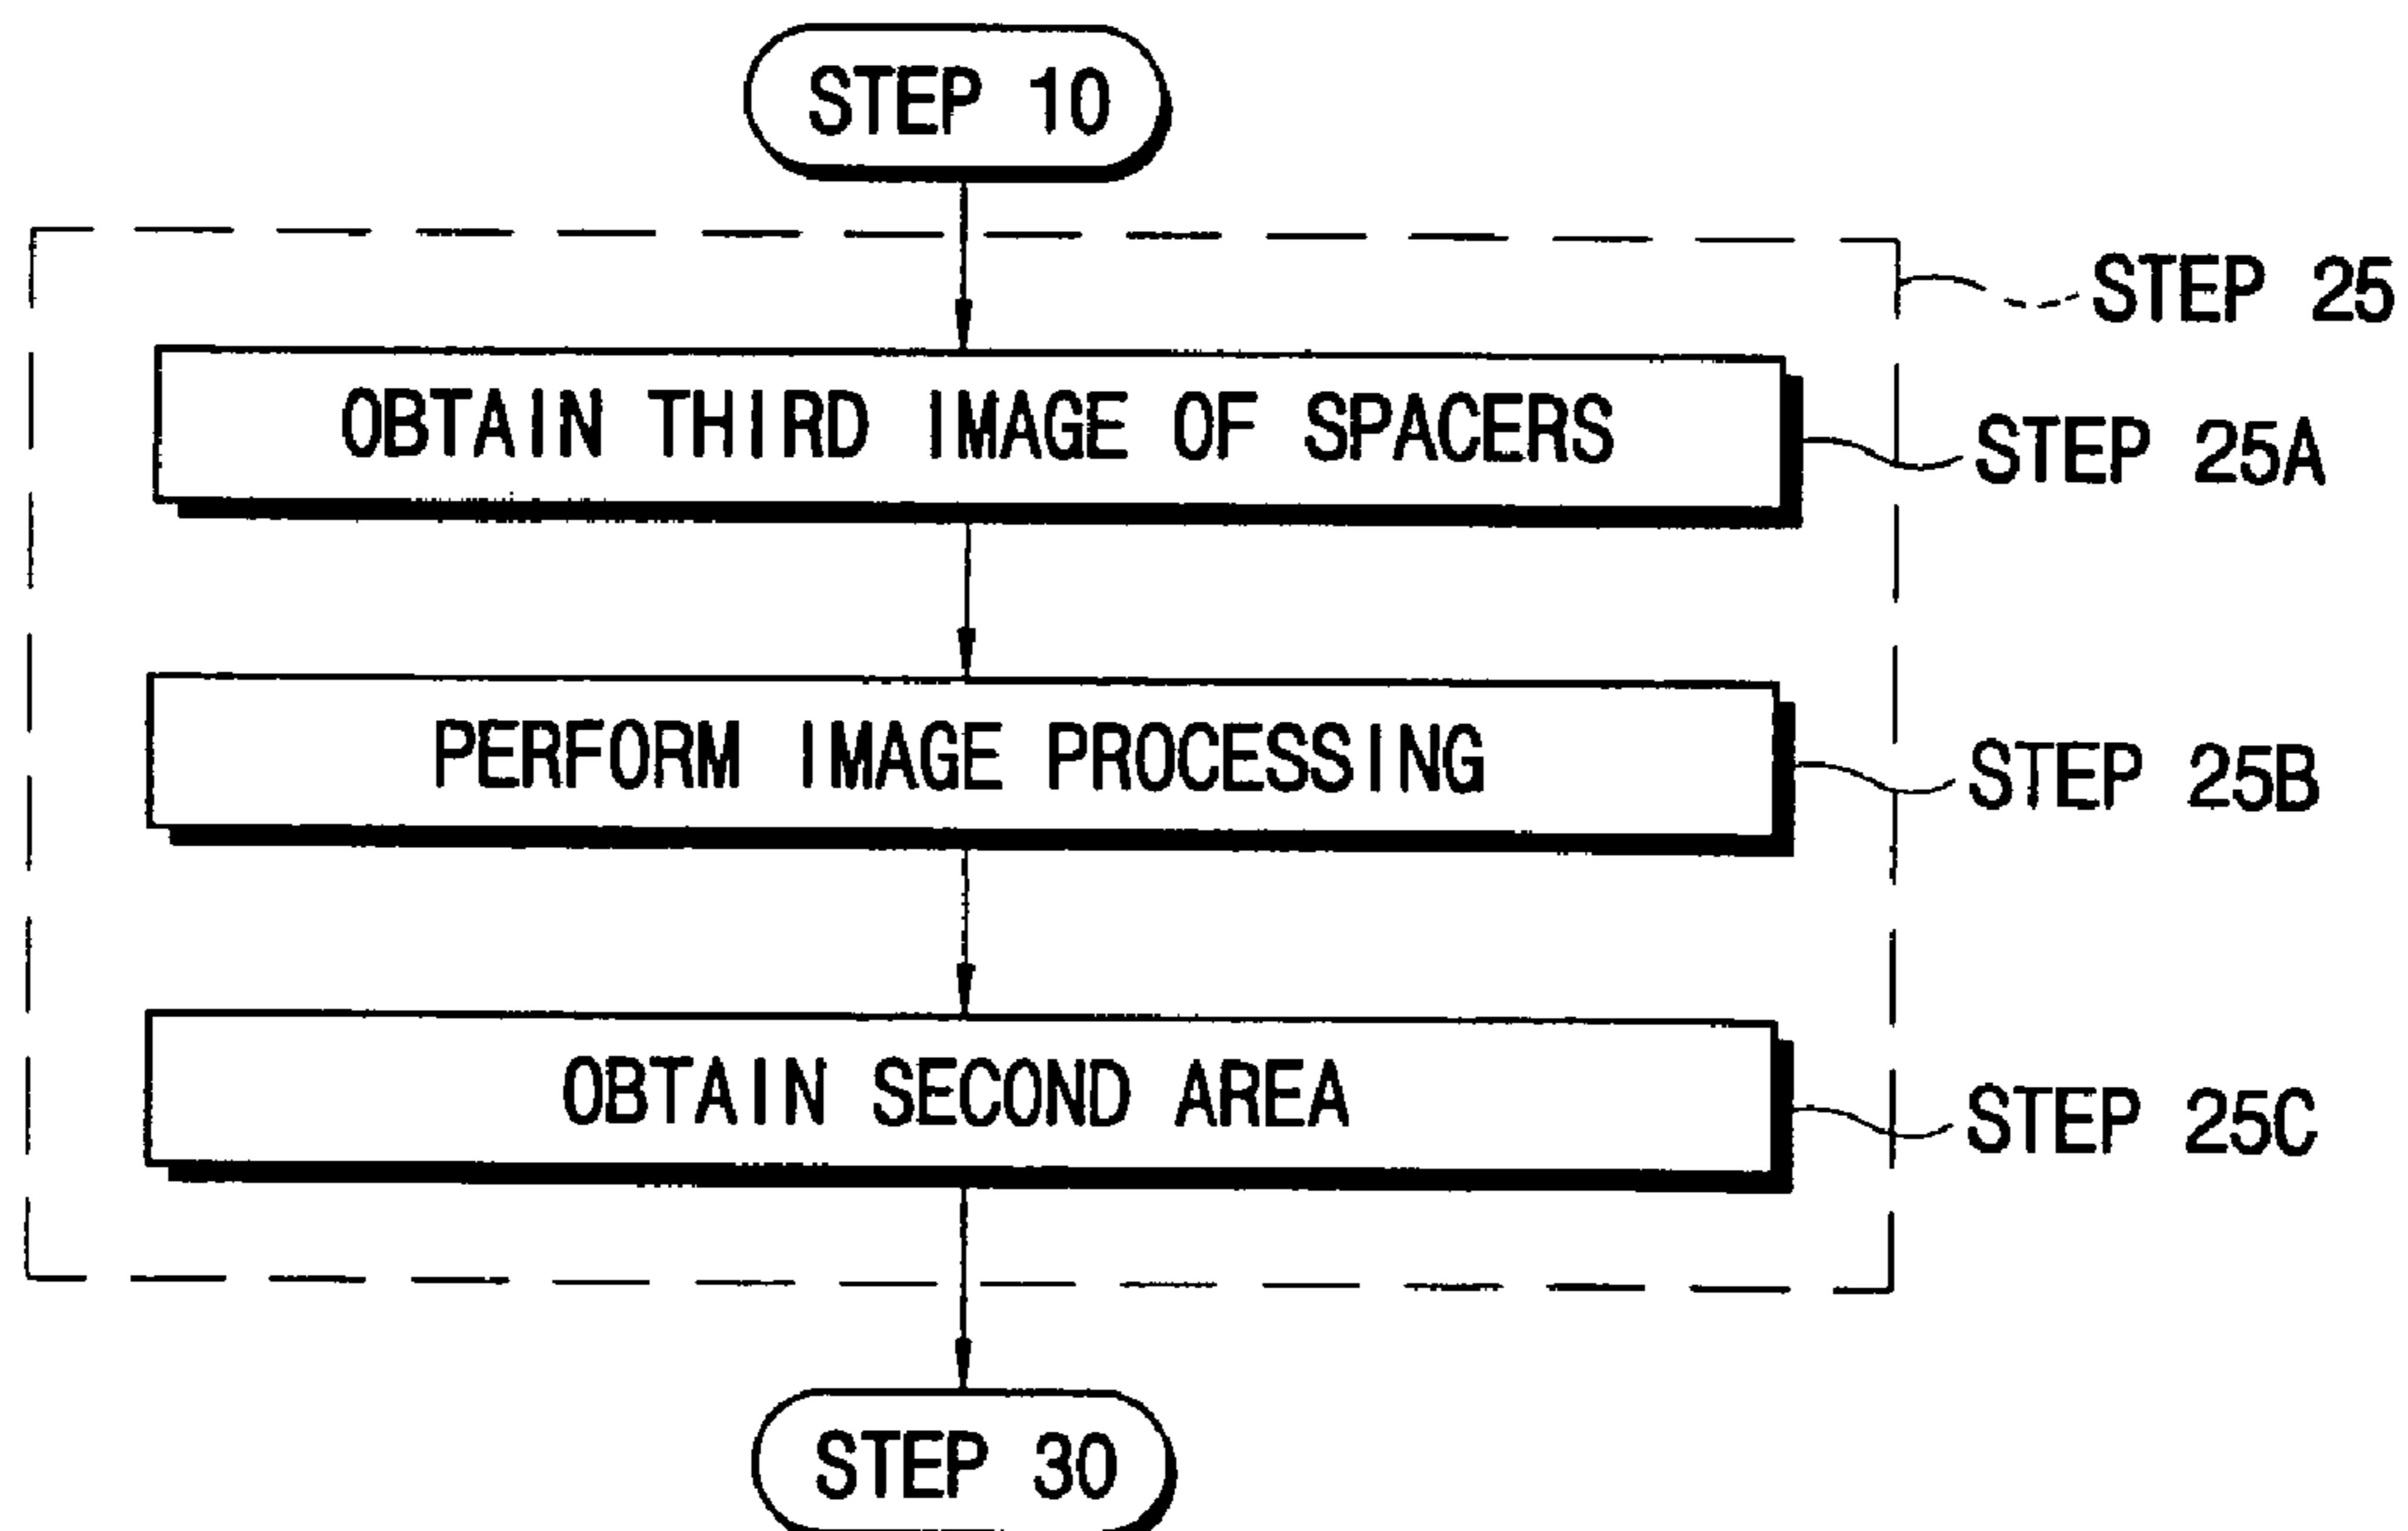 STEP 10
STEP 25
OBTAIN THIRD IMAGE OF SPACERS
STEP 25A
PERFORM IMAGE PROCESSING
STEP 25B
OBTAIN SECOND AREA
STEP 25C
STEP 30